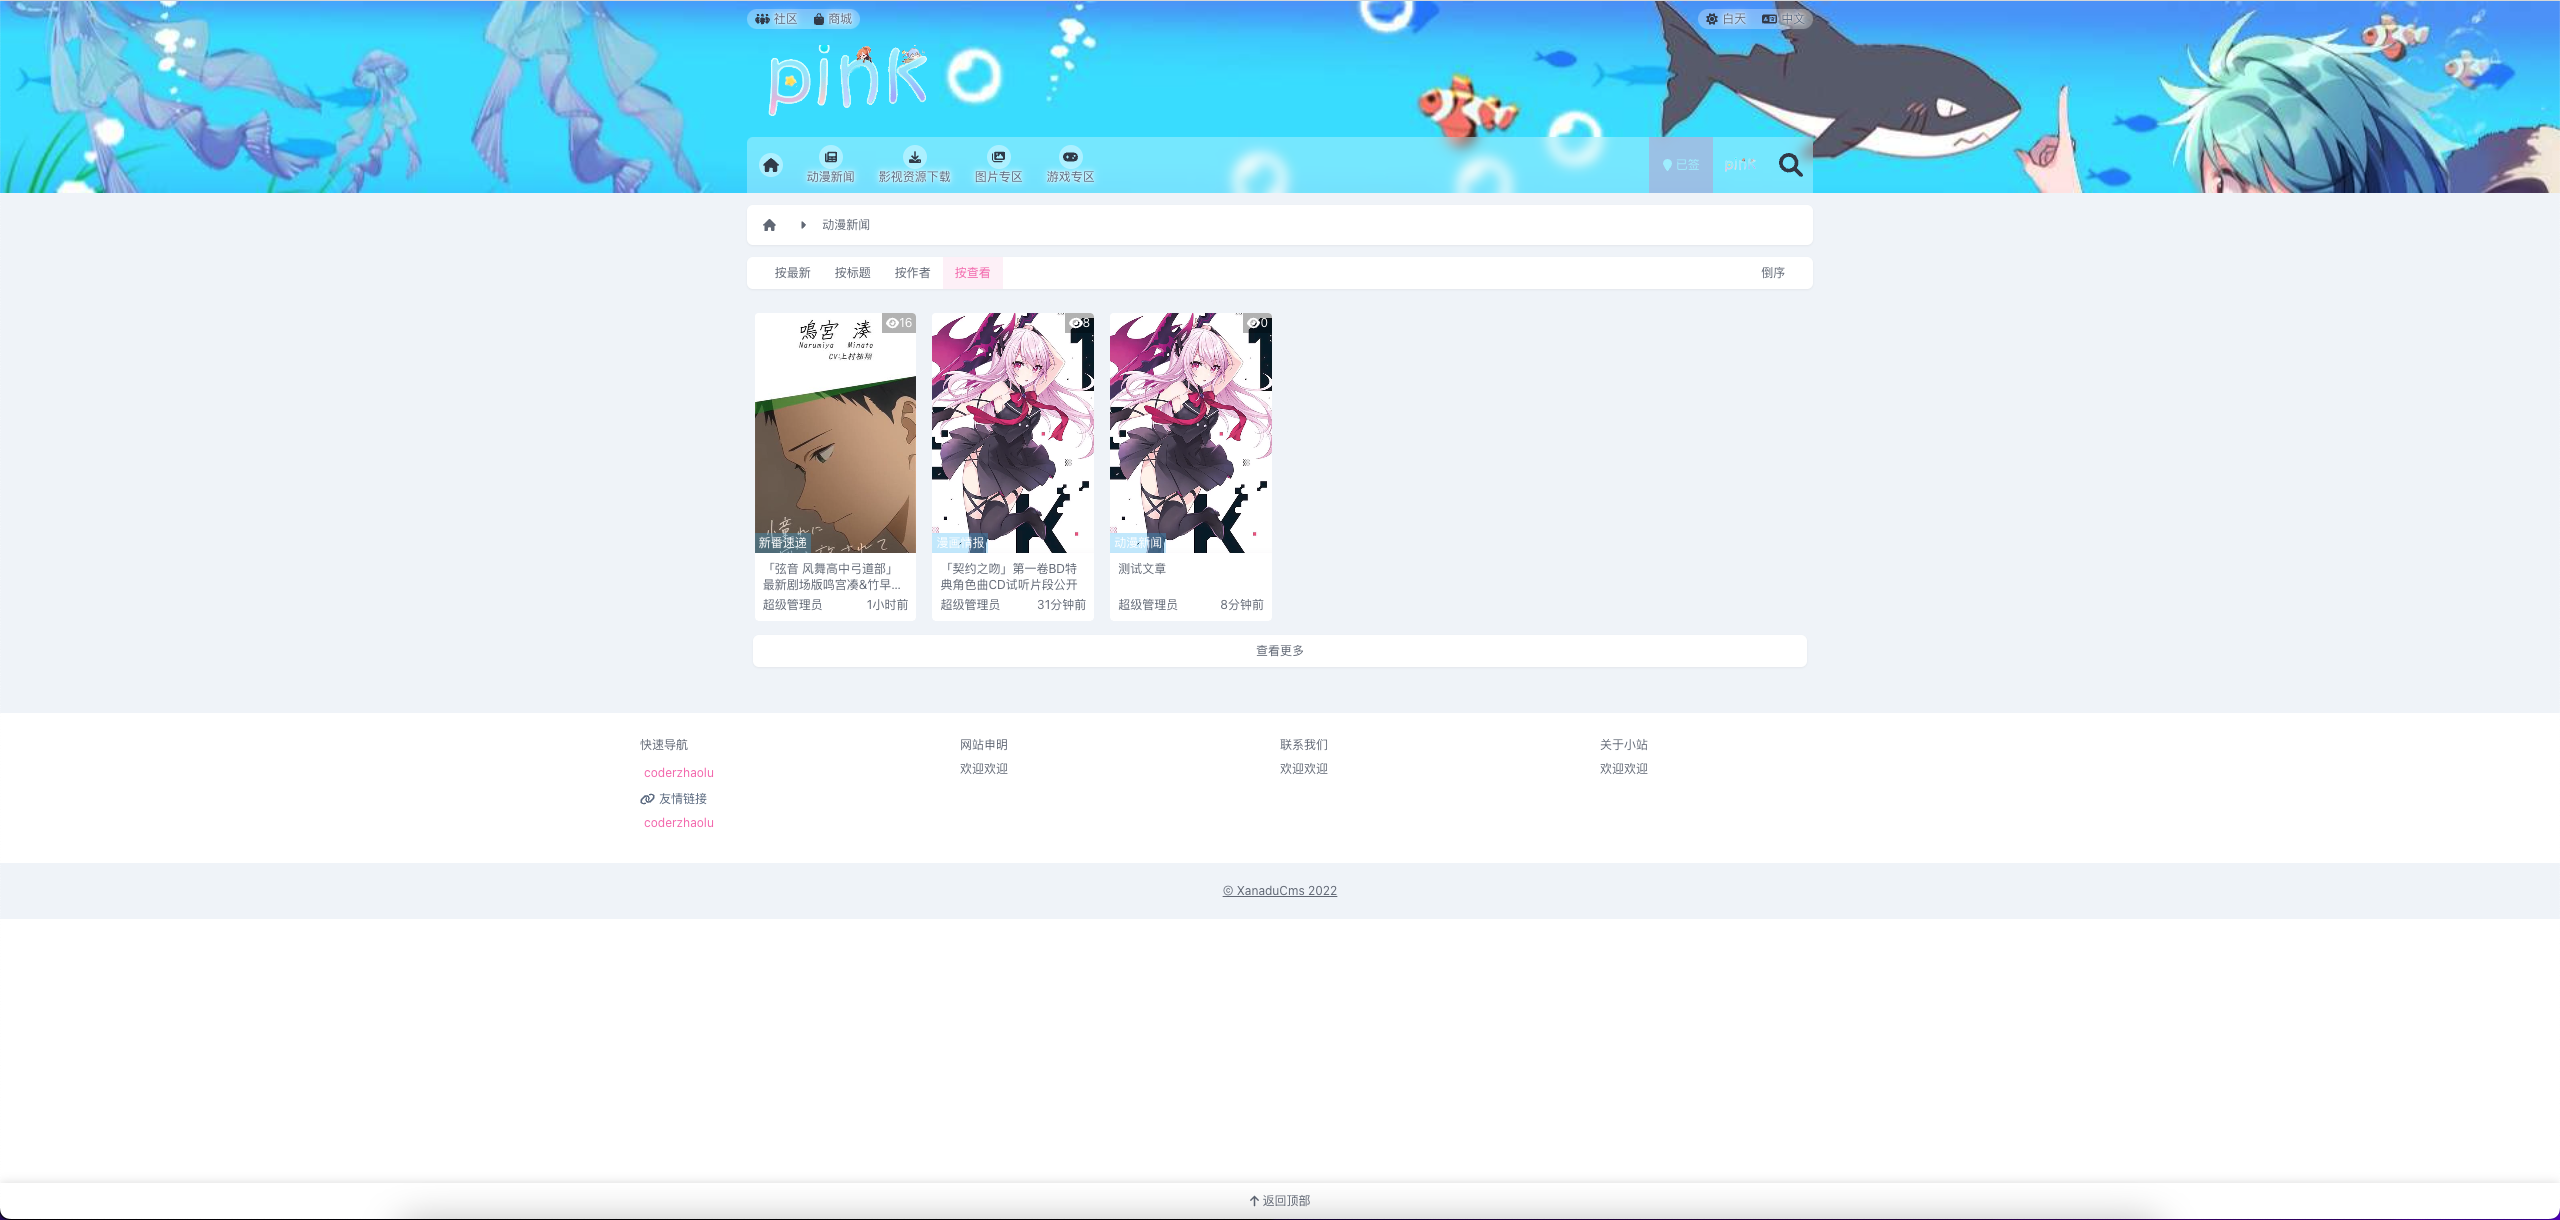 社区 商城
白天 中文
pink
动漫新闻 影视资源下载 图片专区 游戏专区
已签 pink
动漫新闻
按最新 按标题 按作者 按查看 倒序
16
鳴宮 湊
Narumiya Minato
CV:上村祐翔
新番速递
「弦音 风舞高中弓道部」
最新剧场版鸣宫凑&竹早...
超级管理员 1小时前
8
漫画情报
「契约之吻」第一卷BD特
典角色曲CD试听片段公开
超级管理员 31分钟前
0
动漫新闻
测试文章
超级管理员 8分钟前
查看更多
快速导航
coderzhaolu
友情链接
coderzhaolu
网站申明
欢迎欢迎
联系我们
欢迎欢迎
关于小站
欢迎欢迎
© XanaduCms 2022
返回顶部